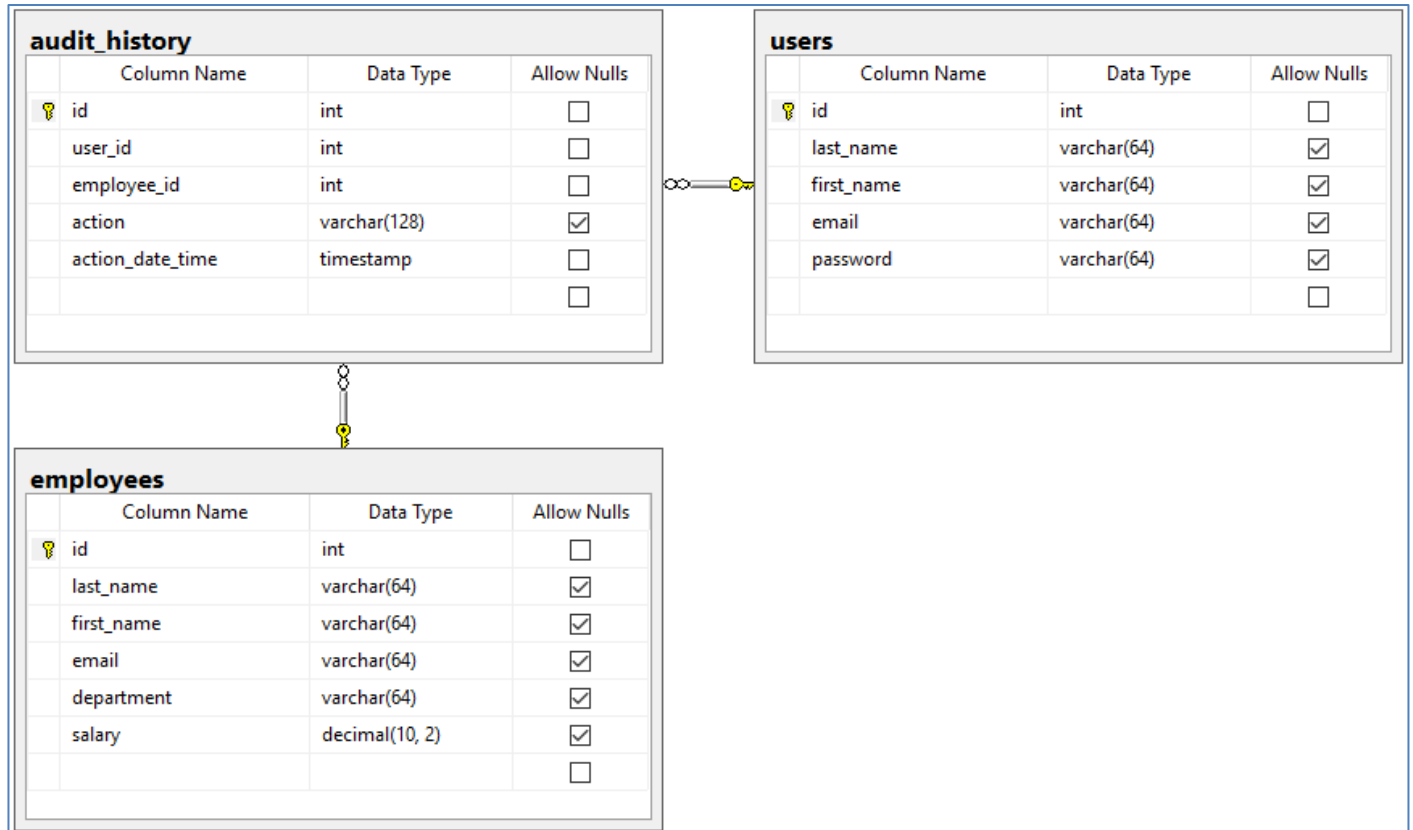 audit_history
Column Name Data Type Allow Nulls
id int
user_id int
employee_id int
action varchar(128)
action_date_time timestamp
users
Column Name Data Type Allow Nulls
id int
last_name varchar(64)
first_name varchar(64)
email varchar(64)
password varchar(64)
employees
Column Name Data Type Allow Nulls
id int
last_name varchar(64)
first_name varchar(64)
email varchar(64)
department varchar(64)
salary decimal(10, 2)